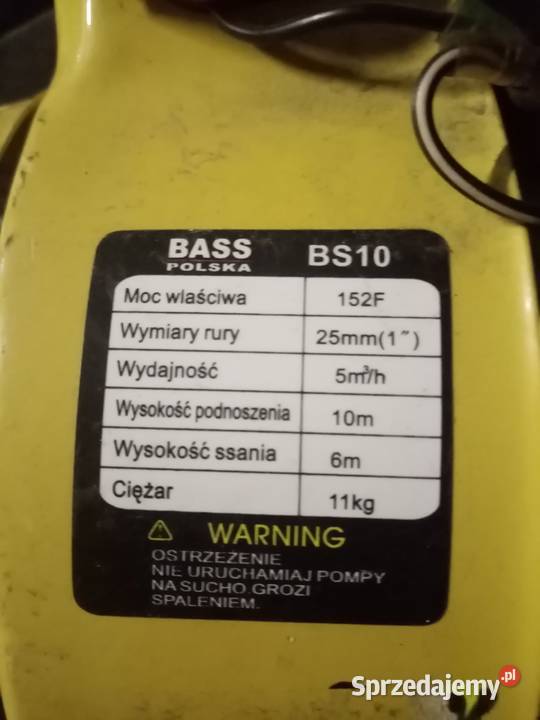 BASS BS10
POLSKA
Moc wlaściwa 152F
Wymiary rury 25mm(1˝)
Wydajność 5m³/h
Wysokość podnoszenia 10m
Wysokość ssania 6m
Ciężar 11kg
WARNING
OSTRZEŻENIE
NIE URUCHAMIAJ POMPY
NA SUCHO.GROZI
SPALENIEM.
Sprzedajemy.pl